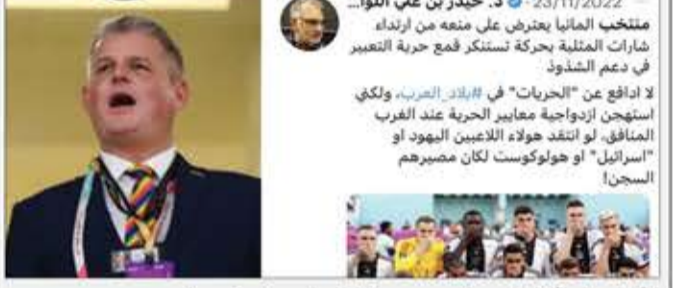 د. حيدر بن علي اللوا... 23/11/2022
منتخب المانيا يعترض على منعه من ارتداء
شارات المثلية بحركة تستنكر قمع حرية التعبير
في دعم الشذوذ
لا ادافع عن "الحريات" في #بلاد_العرب، ولكني
استهجن ازدواجية معايير الحرية عند الغرب
المنافق، لو انتقد هولاء اللاعبين اليهود او
"اسرائيل" او هولوكوست لكان مصيرهم
السجن!